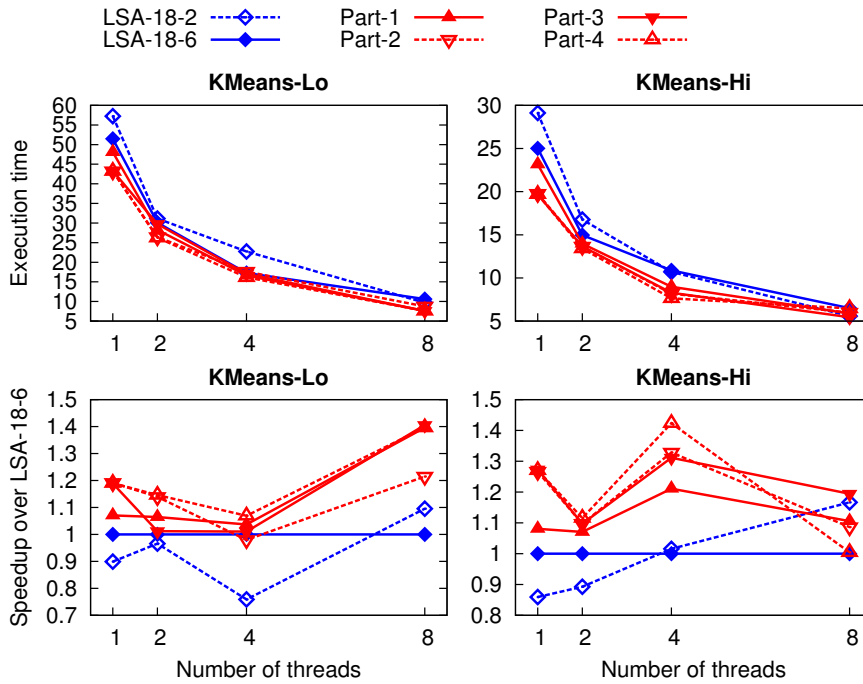 LSA-18-2 Part-1 Part-3
LSA-18-6 Part-2 Part-4
KMeans-Lo KMeans-Hi
Execution time
60
55
50
45
40
35
30
25
20
15
10
5
1 2 4 8
30
25
20
15
10
5
1 2 4 8
KMeans-Lo KMeans-Hi
Speedup over LSA-18-6
1.5
1.4
1.3
1.2
1.1
1
0.9
0.8
0.7
1 2 4 8
Number of threads
1.5
1.4
1.3
1.2
1.1
1
0.9
0.8
1 2 4 8
Number of threads